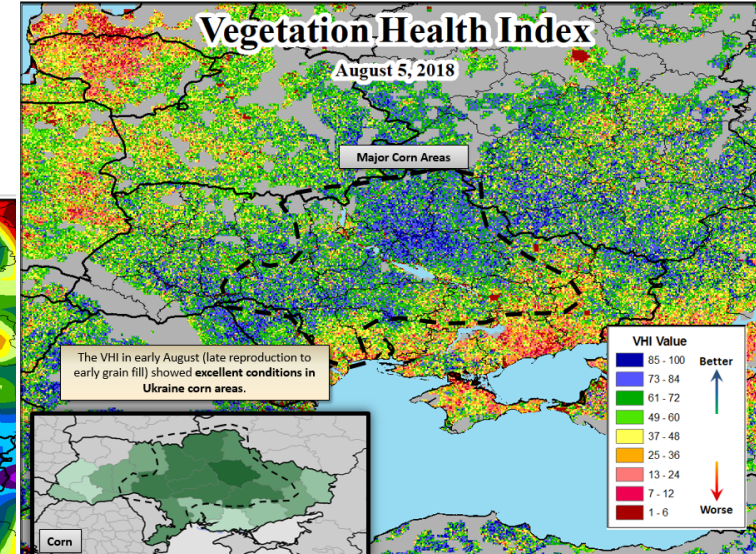 Vegetation Health Index
August 5, 2018
Major Corn Areas
The VHI in early August (late reproduction to
early grain fill) showed excellent conditions in
Ukraine corn areas.
VHI Value
85 - 100
73 - 84
61 - 72
49 - 60
37 - 48
25 - 36
13 - 24
7 - 12
1 - 6
Better
Worse
Corn